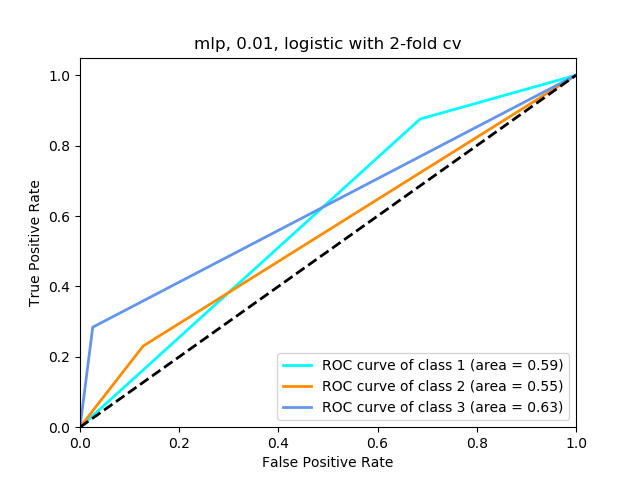 mlp, 0.01, logistic with 2-fold cv
1.0
0.8
0.6
0.4
0.2
0.0
True Positive Rate
ROC curve of class 1 (area = 0.59)
ROC curve of class 2 (area = 0.55)
ROC curve of class 3 (area = 0.63)
0.0 0.2 0.4 0.6 0.8 1.0
False Positive Rate